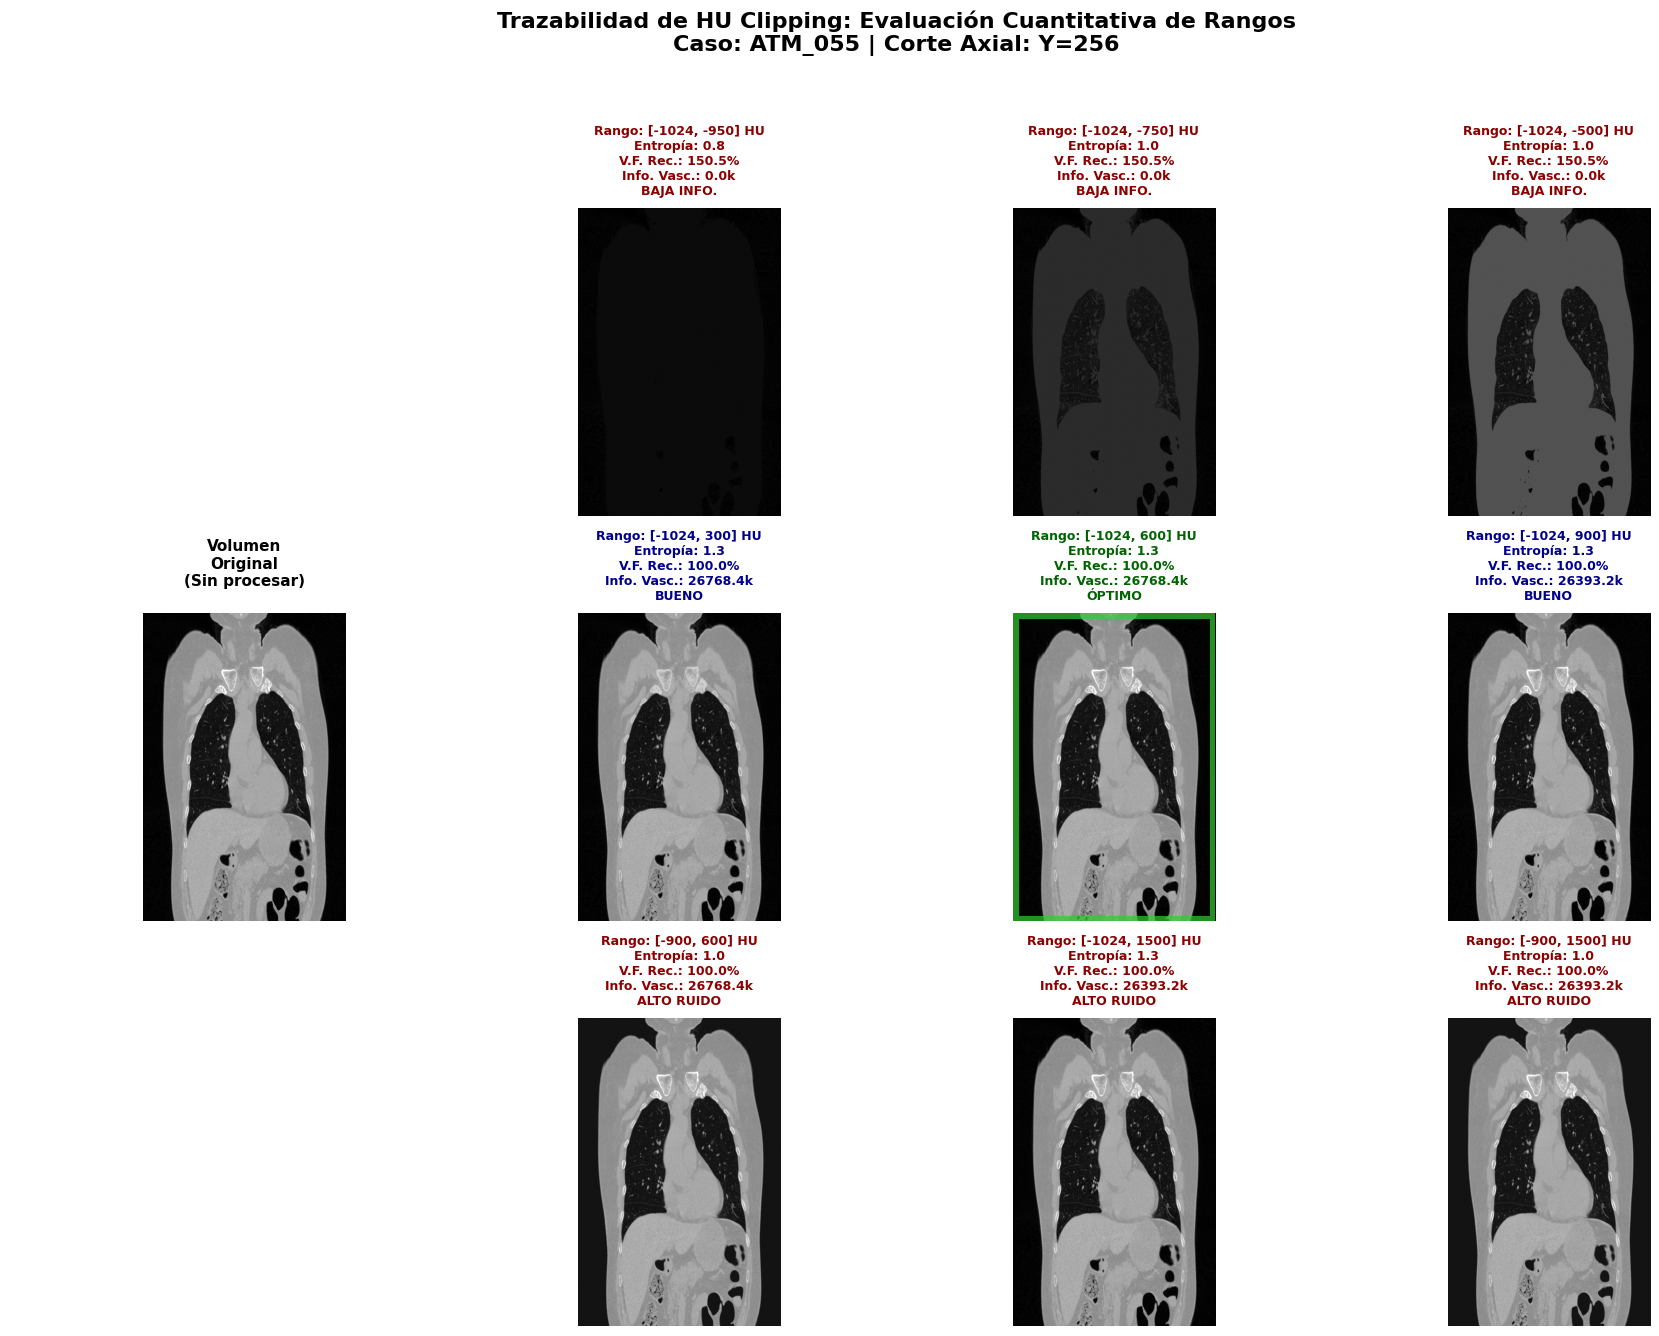 Trazabilidad de HU Clipping: Evaluación Cuantitativa de Rangos
Caso: ATM_055 | Corte Axial: Y=256
Rango: [-1024, -950] HU
Entropía: 0.8
V.F. Rec.: 150.5%
Info. Vasc.: 0.0k
BAJA INFO.
Rango: [-1024, -750] HU
Entropía: 1.0
V.F. Rec.: 150.5%
Info. Vasc.: 0.0k
BAJA INFO.
Rango: [-1024, -500] HU
Entropía: 1.0
V.F. Rec.: 150.5%
Info. Vasc.: 0.0k
BAJA INFO.
Volumen
Original
(Sin procesar)
Rango: [-1024, 300] HU
Entropía: 1.3
V.F. Rec.: 100.0%
Info. Vasc.: 26768.4k
BUENO
Rango: [-1024, 600] HU
Entropía: 1.3
V.F. Rec.: 100.0%
Info. Vasc.: 26768.4k
ÓPTIMO
Rango: [-1024, 900] HU
Entropía: 1.3
V.F. Rec.: 100.0%
Info. Vasc.: 26393.2k
BUENO
Rango: [-900, 600] HU
Entropía: 1.0
V.F. Rec.: 100.0%
Info. Vasc.: 26768.4k
ALTO RUIDO
Rango: [-1024, 1500] HU
Entropía: 1.3
V.F. Rec.: 100.0%
Info. Vasc.: 26393.2k
ALTO RUIDO
Rango: [-900, 1500] HU
Entropía: 1.0
V.F. Rec.: 100.0%
Info. Vasc.: 26393.2k
ALTO RUIDO